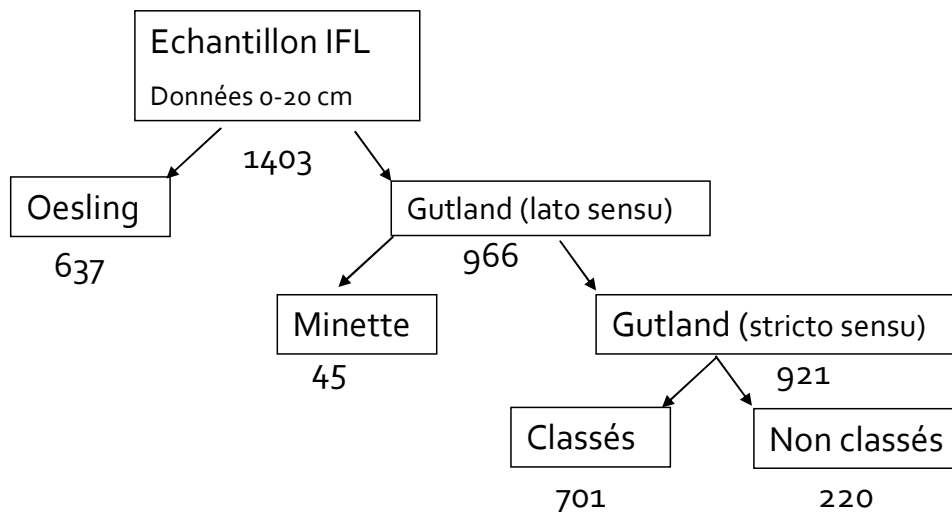 Echantillon IFL
Données 0-20 cm
1403
Oesling
637
Gutland (lato sensu)
966
Minette
45
Gutland (stricto sensu)
921
Classés
701
Non classés
220